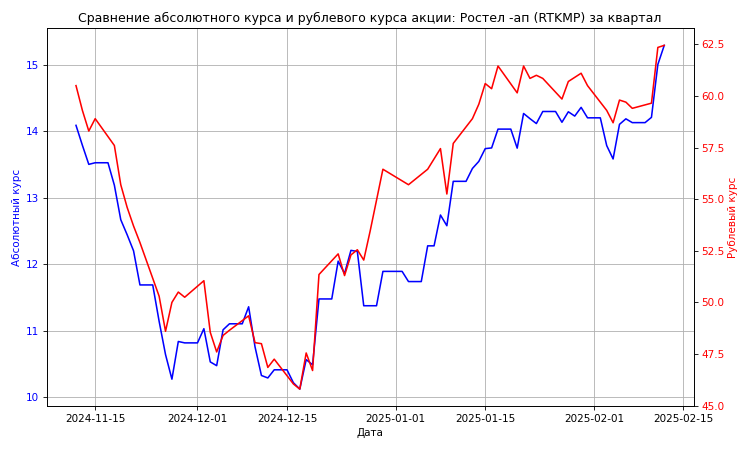 Сравнение абсолютного курса и рублевого курса акции: Ростел -ап (RTKMP) за квартал
Абсолютный курс
15
14
13
12
11
10
62.5
60.0
57.5
55.0
52.5
50.0
47.5
45.0
Рублевый курс
2024-11-15 2024-12-01 2024-12-15 2025-01-01 2025-01-15 2025-02-01 2025-02-15
Дата